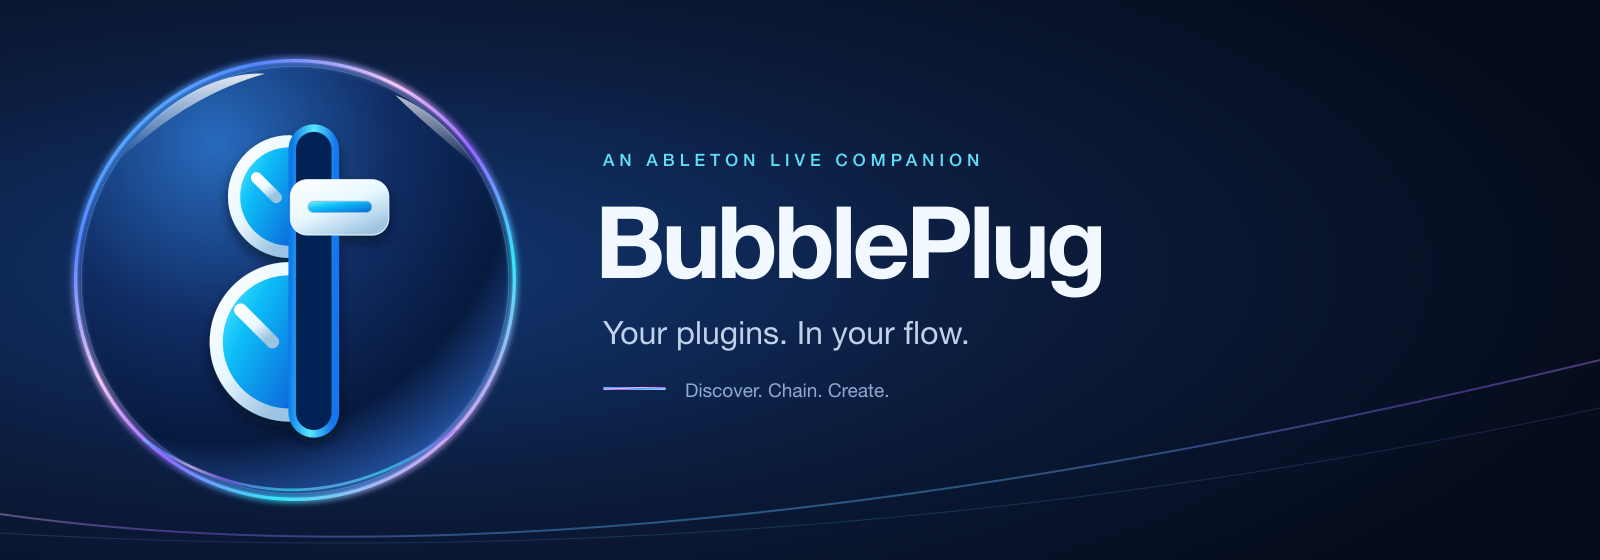 AN ABLETON LIVE COMPANION
BubblePlug
Your plugins. In your flow.
Discover. Chain. Create.